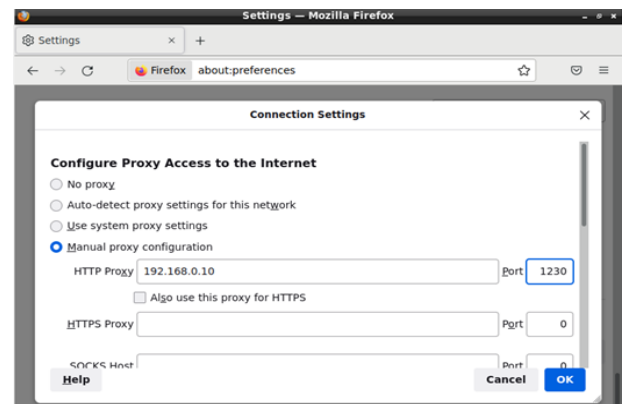 Settings — Mozilla Firefox
Settings
Firefox about:preferences
Connection Settings
Configure Proxy Access to the Internet
No proxy
Auto-detect proxy settings for this network
Use system proxy settings
Manual proxy configuration
HTTP Proxy 192.168.0.10 Port 1230
Also use this proxy for HTTPS
HTTPS Proxy Port 0
SOCKS Host Port 0
Help Cancel OK